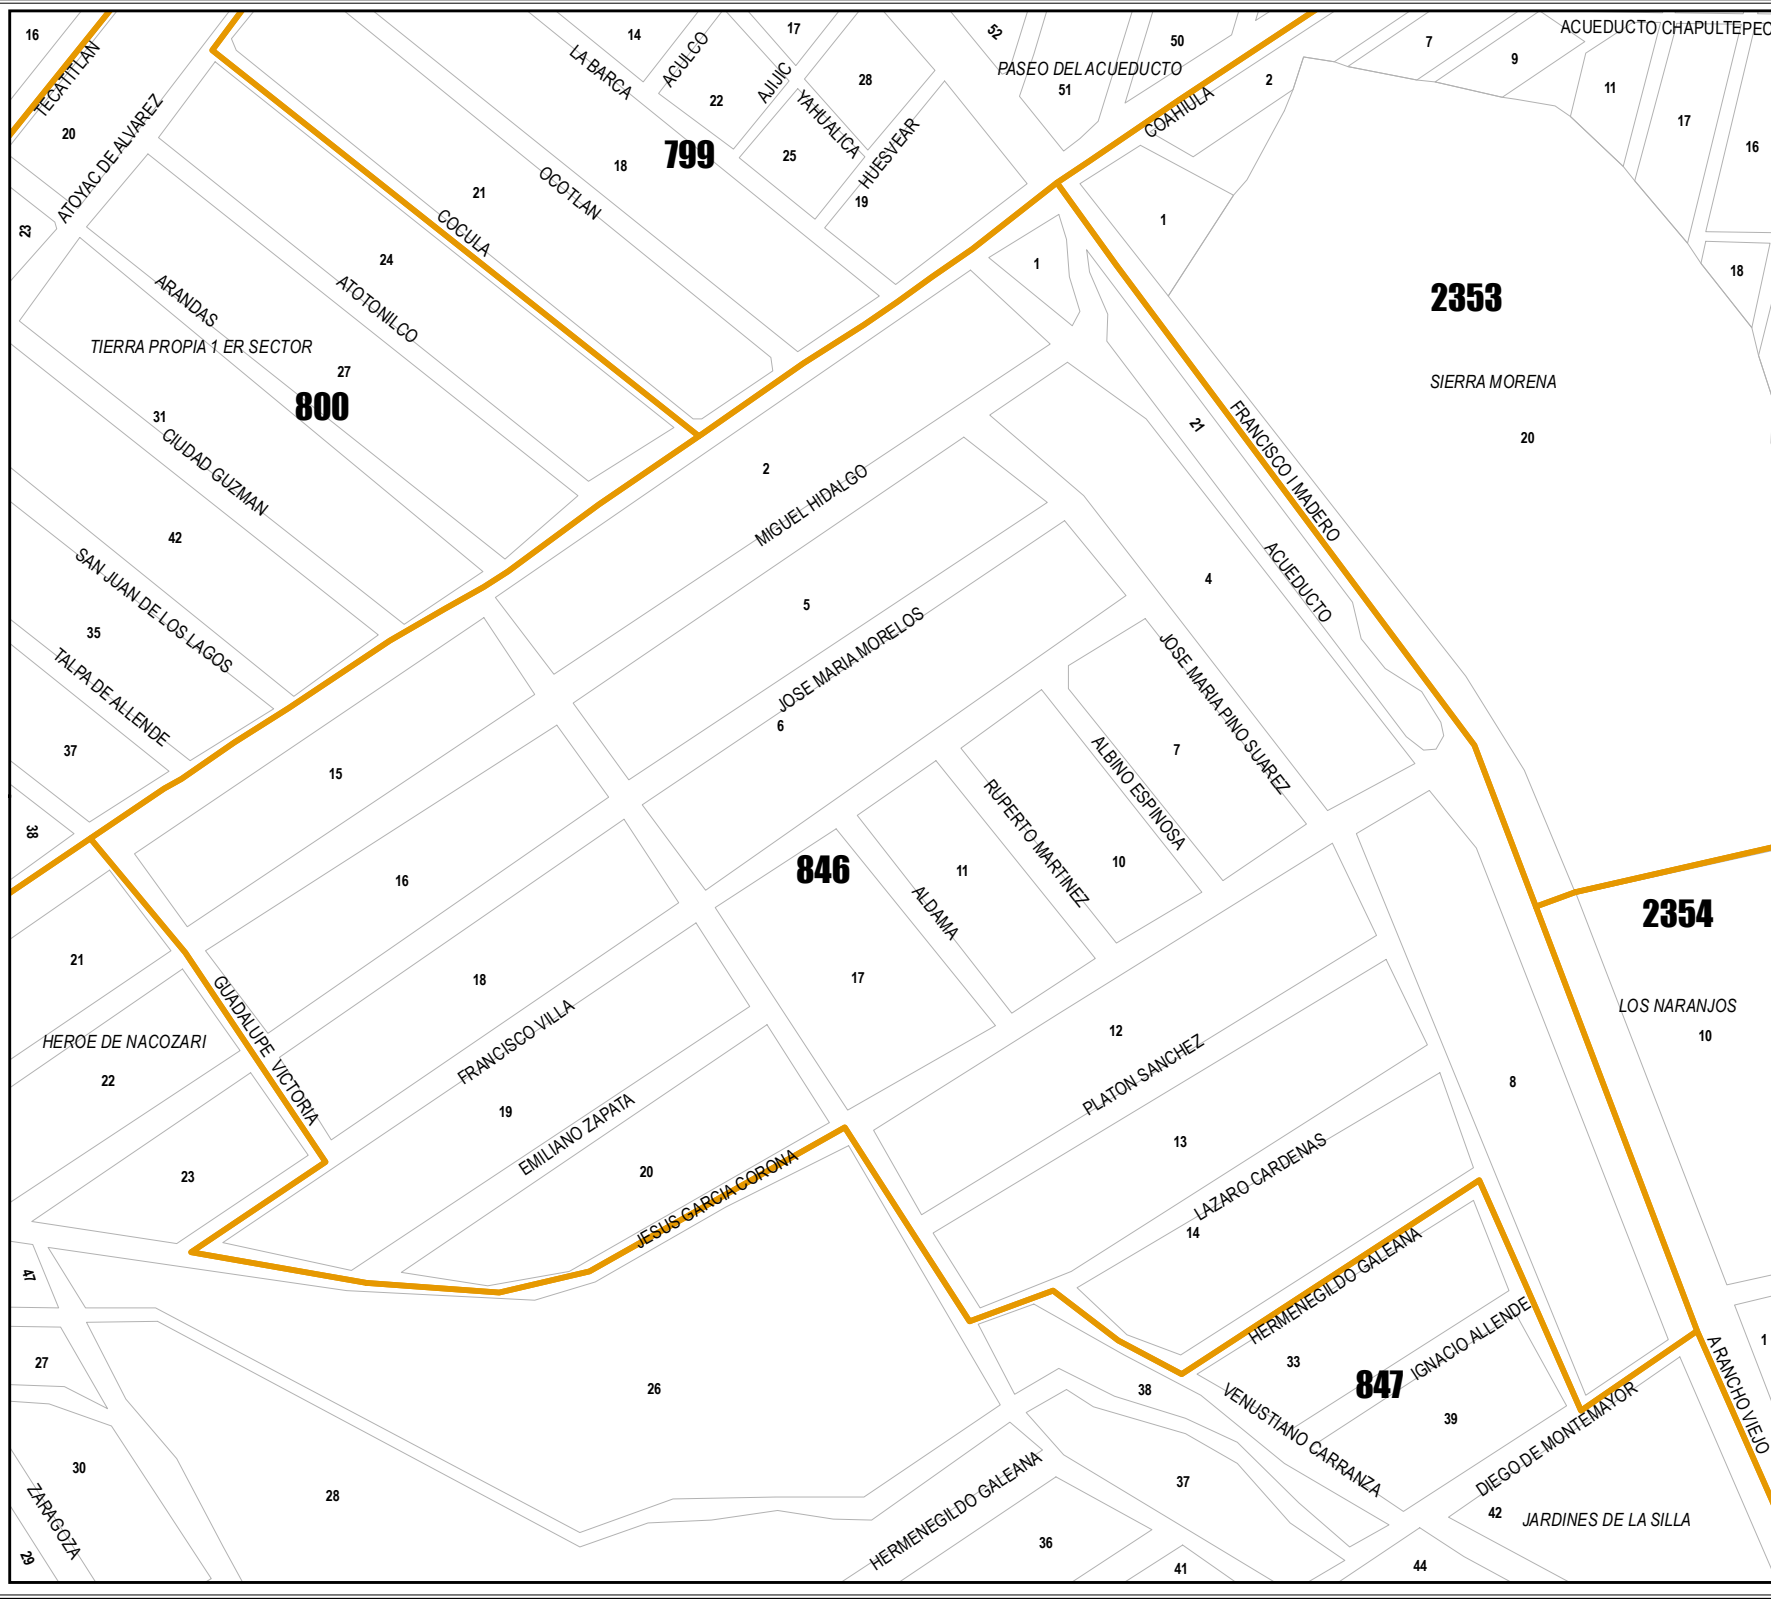 16
TECATITLAN
20
ATOYAC DE ALVAREZ
23
14
LA BARCA
ACULCO
17
AJIJIC
22
YAHUALICA
28
25
HUESVEAR
19
18
799
OCOTLAN
21
COCULA
52
50
PASEO DEL ACUEDUCTO
51
COAHUILA
2
7
9
ACUEDUCTO CHAPULTEPEC
11
17
16
18
1
2353
SIERRA MORENA
20
24
ATOTONILCO
ARANDAS
TIERRA PROPIA 1 ER SECTOR
27
800
31
CIUDAD GUZMAN
42
SAN JUAN DE LOS LAGOS
35
TALPA DE ALLENDE
37
38
1
21
FRANCISCO I MADERO
ACUEDUCTO
2
MIGUEL HIDALGO
5
JOSE MARIA MORELOS
6
4
JOSE MARIA PINO SUAREZ
7
ALBINO ESPINOSA
10
RUPERTO MARTINEZ
11
ALDAMA
846
17
15
16
18
FRANCISCO VILLA
19
EMILIANO ZAPATA
20
JESUS GARCIA CORONA
GUADALUPE VICTORIA
21
HEROE DE NACOZARI
22
23
12
PLATON SANCHEZ
13
LAZARO CARDENAS
14
8
2354
LOS NARANJOS
10
HERMENEGILDO GALEANA
33
847
IGNACIO ALLENDE
39
VENUSTIANO CARRANZA
DIEGO DE MONTEMAYOR
A RANCHO VIEJO
1
42
JARDINES DE LA SILLA
44
38
37
HERMENEGILDO GALEANA
36
41
26
28
47
27
30
ZARAGOZA
29